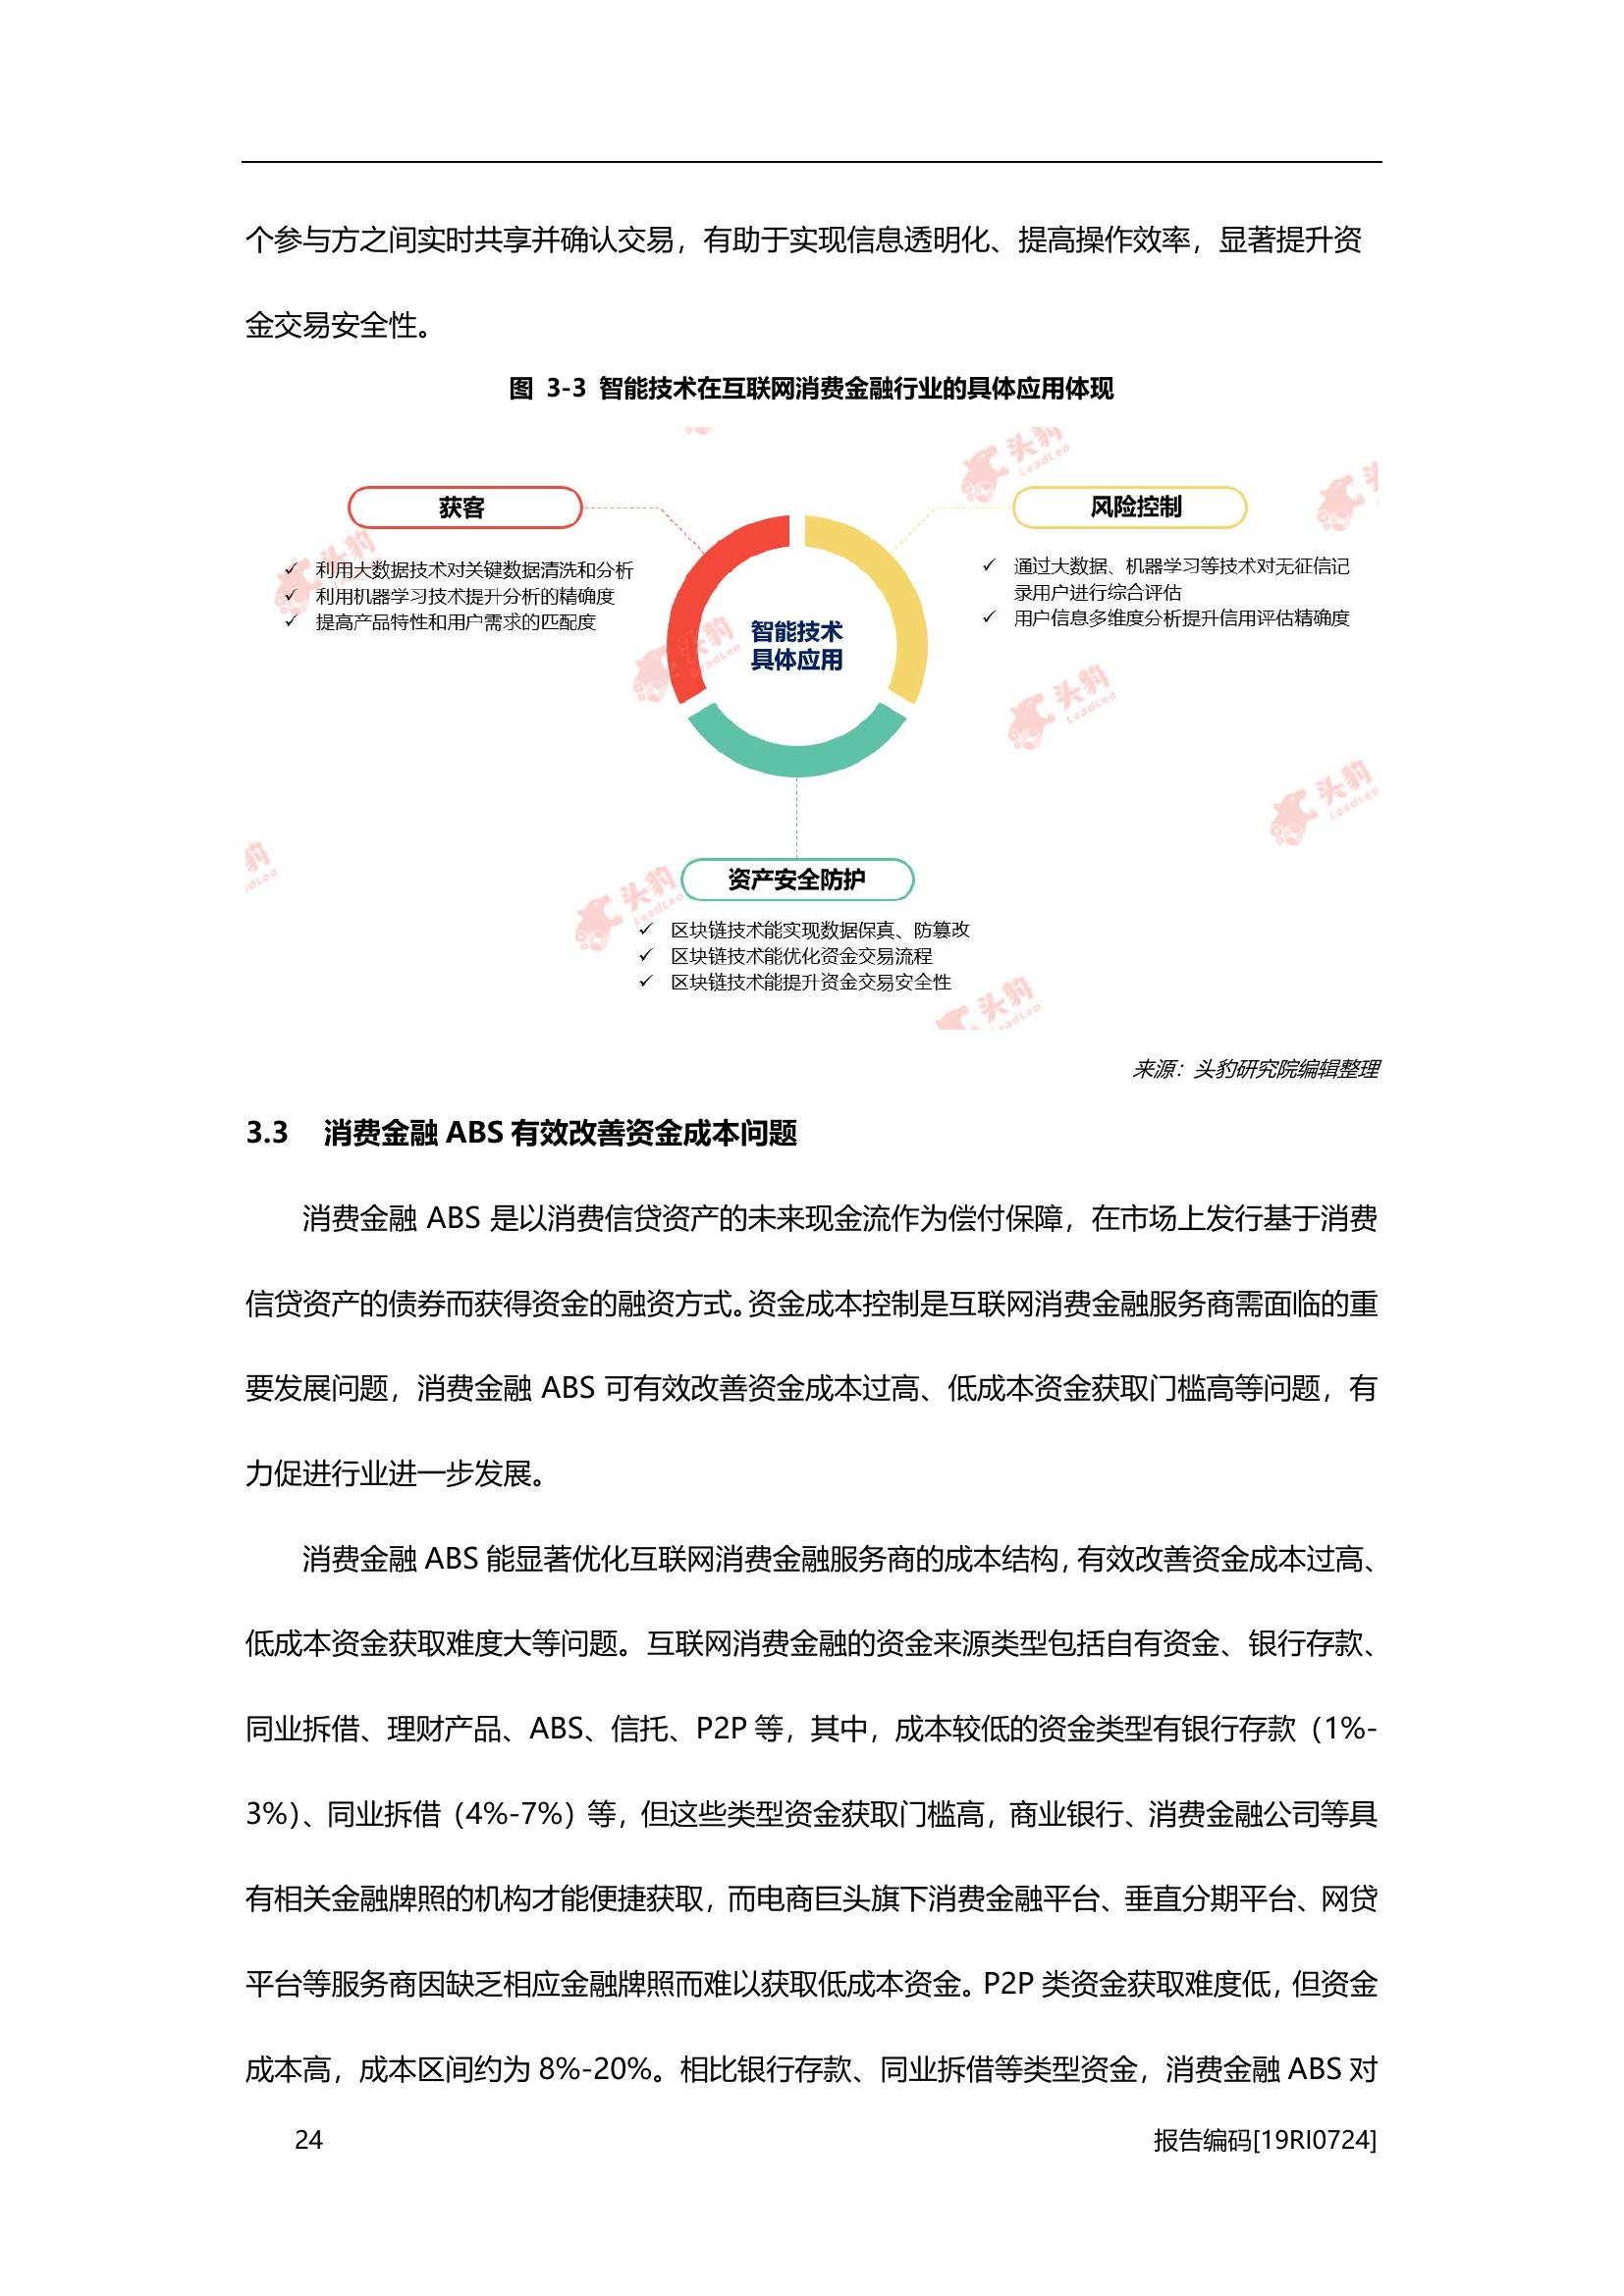 个参与方之间实时共享并确认交易，有助于实现信息透明化、提高操作效率，显著提升资
金交易安全性。
图 3-3 智能技术在互联网消费金融行业的具体应用体现
获客
✓ 利用大数据技术对关键数据清洗和分析
✓ 利用机器学习技术提升分析的精确度
✓ 提高产品特性和用户需求的匹配度
风险控制
✓ 通过大数据、机器学习等技术对无征信记
录用户进行综合评估
✓ 用户信息多维度分析提升信用评估精确度
智能技术
具体应用
资产安全防护
✓ 区块链技术能实现数据保真、防篡改
✓ 区块链技术能优化资金交易流程
✓ 区块链技术能提升资金交易安全性
头豹
LeadLeo
来源：头豹研究院编辑整理
3.3 消费金融 ABS 有效改善资金成本问题
消费金融 ABS 是以消费信贷资产的未来现金流作为偿付保障，在市场上发行基于消费
信贷资产的债券而获得资金的融资方式。资金成本控制是互联网消费金融服务商需面临的重
要发展问题，消费金融 ABS 可有效改善资金成本过高、低成本资金获取门槛高等问题，有
力促进行业进一步发展。
消费金融 ABS 能显著优化互联网消费金融服务商的成本结构，有效改善资金成本过高、
低成本资金获取难度大等问题。互联网消费金融的资金来源类型包括自有资金、银行存款、
同业拆借、理财产品、ABS、信托、P2P 等，其中，成本较低的资金类型有银行存款（1%-
3%）、同业拆借（4%-7%）等，但这些类型资金获取门槛高，商业银行、消费金融公司等具
有相关金融牌照的机构才能便捷获取，而电商巨头旗下消费金融平台、垂直分期平台、网贷
平台等服务商因缺乏相应金融牌照而难以获取低成本资金。P2P 类资金获取难度低，但资金
成本高，成本区间约为 8%-20%。相比银行存款、同业拆借等类型资金，消费金融 ABS 对
24
报告编码[19RI0724]